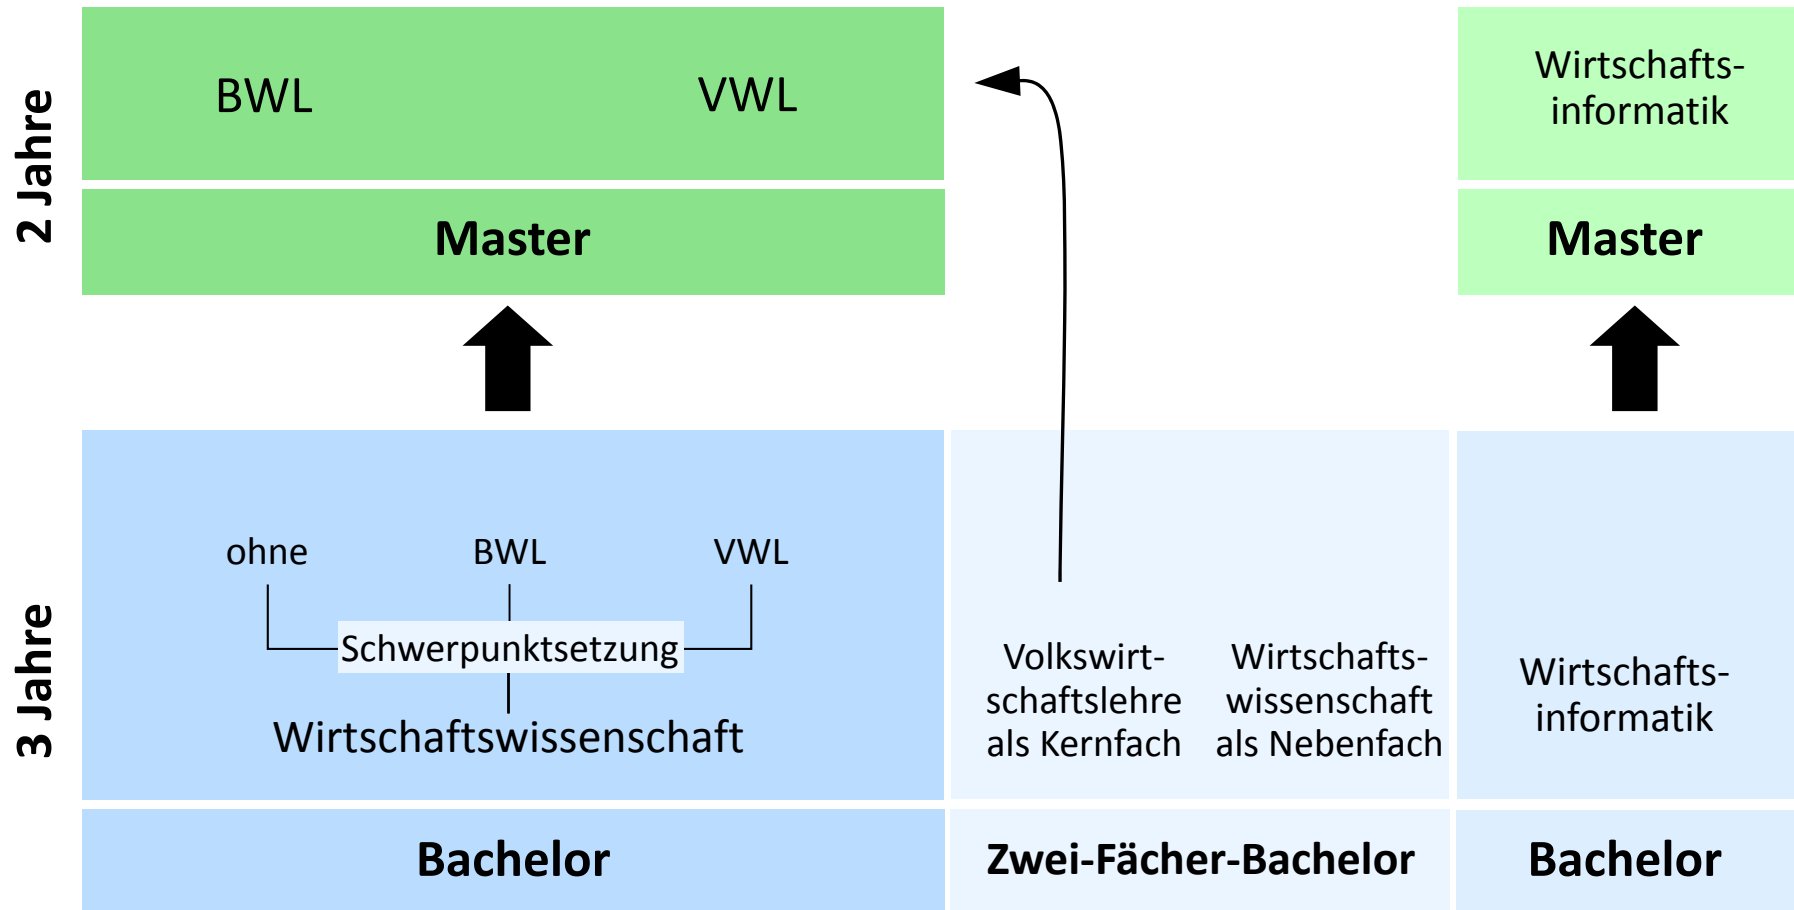 2 Jahre
BWL
VWL
Master
Wirtschafts-
informatik
Master
3 Jahre
ohne
BWL
VWL
Schwerpunktsetzung
Wirtschaftswissenschaft
Bachelor
Volkswirt-
schaftslehre
als Kernfach
Wirtschafts-
wissenschaft
als Nebenfach
Zwei-Fächer-Bachelor
Wirtschafts-
informatik
Bachelor